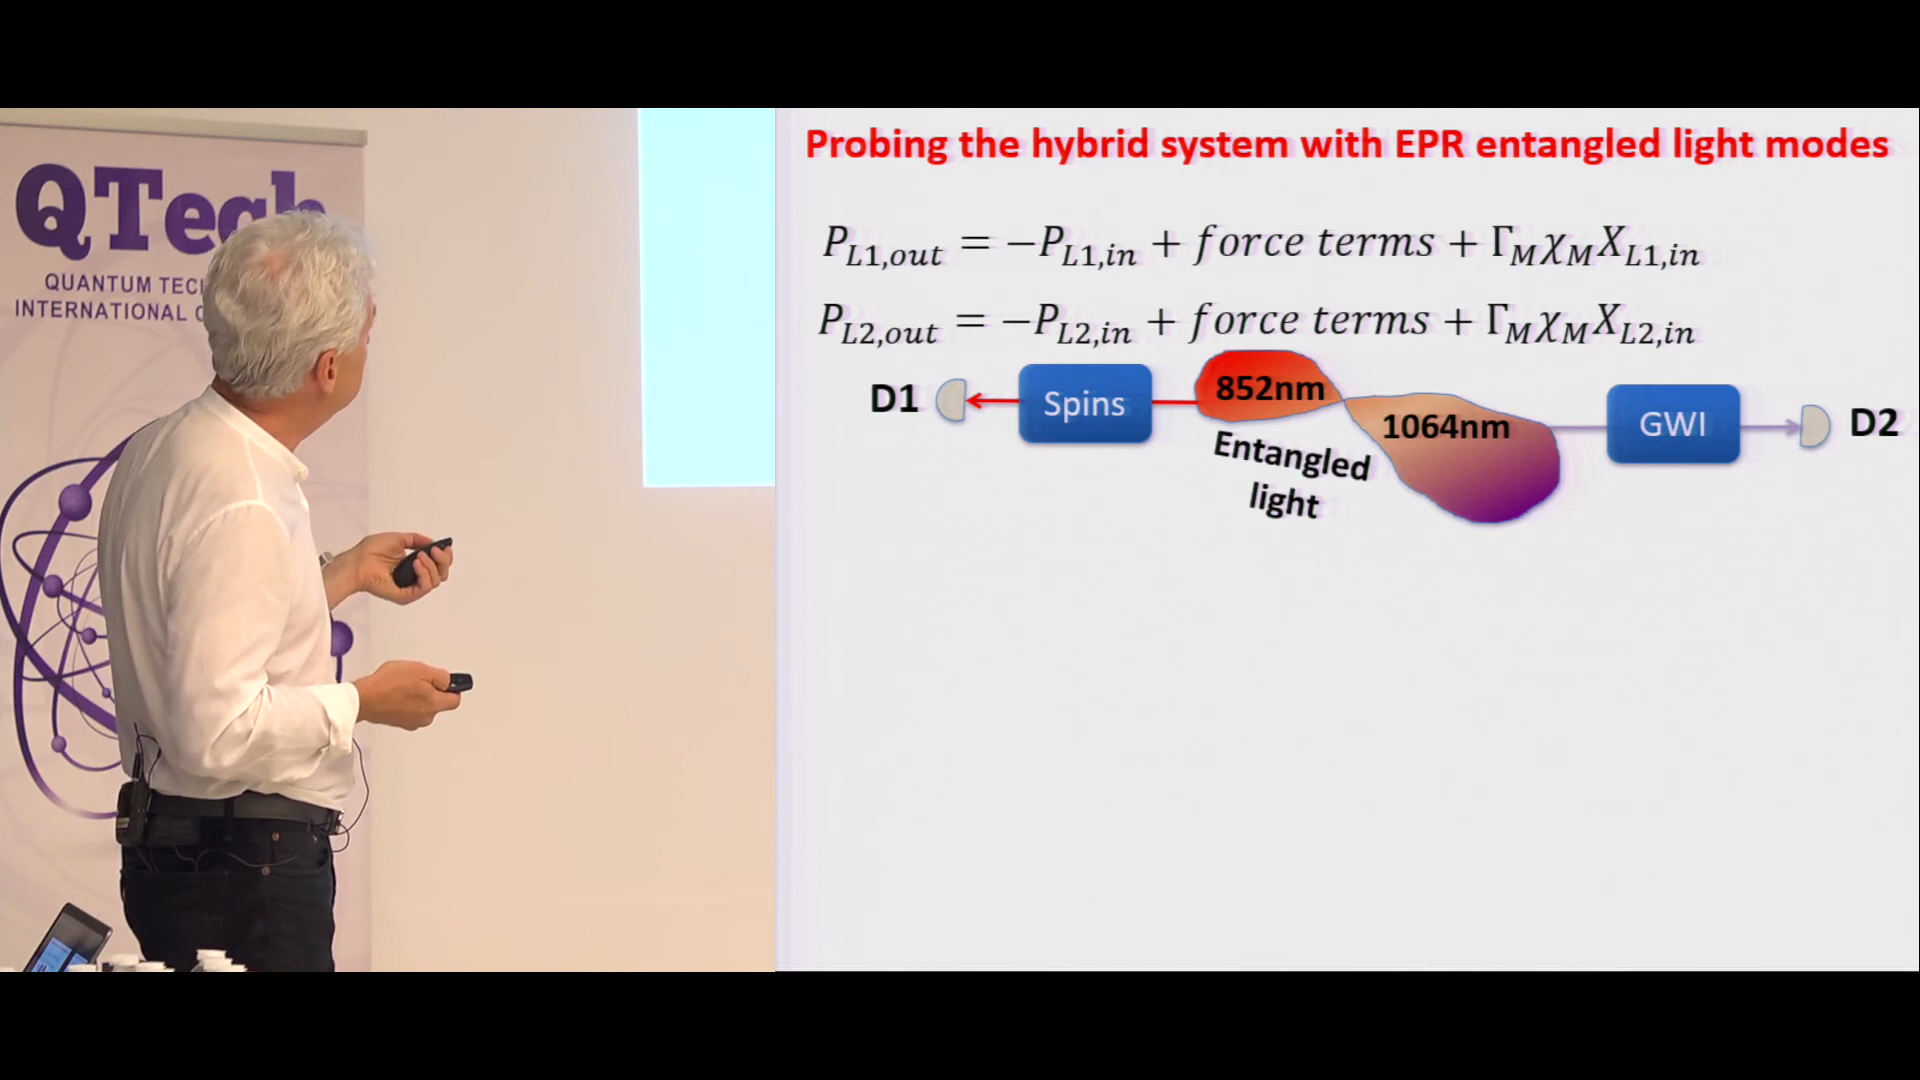 QTech
QUANTUM
INTERNATIONAL
Probing the hybrid system with EPR entangled light modes
P_{L1,out} = −P_{L1,in} + force terms + Γ_M χ_M X_{L1,in}
P_{L2,out} = −P_{L2,in} + force terms + Γ_M χ_M X_{L2,in}
D1
Spins
852nm
1064nm
GWI
D2
Entangled
light